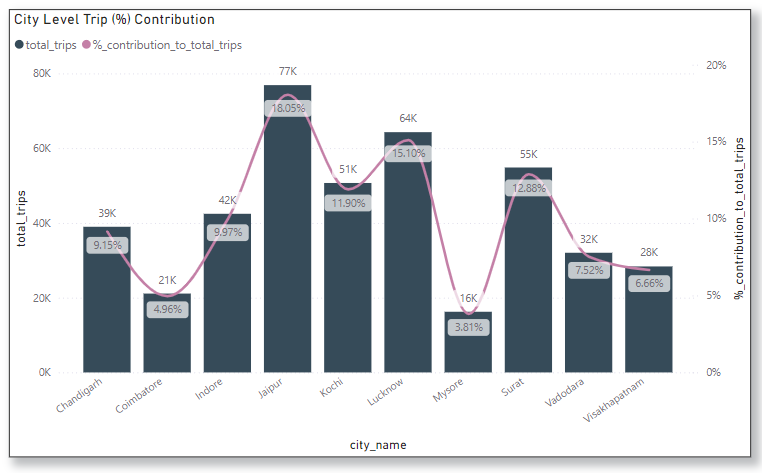 City Level Trip (%) Contribution
total_trips %_contribution_to_total_trips
80K
60K
40K
20K
0K
total_trips
20%
15%
10%
5%
0%
%_contribution_to_total_trips
39K
21K
42K
77K
51K
64K
16K
55K
32K
28K
9.15%
4.96%
9.97%
18.05%
11.90%
15.10%
3.81%
12.88%
7.52%
6.66%
Chandigarh
Coimbatore
Indore
Jaipur
Kochi
Lucknow
Mysore
Surat
Vadodara
Visakhapatnam
city_name